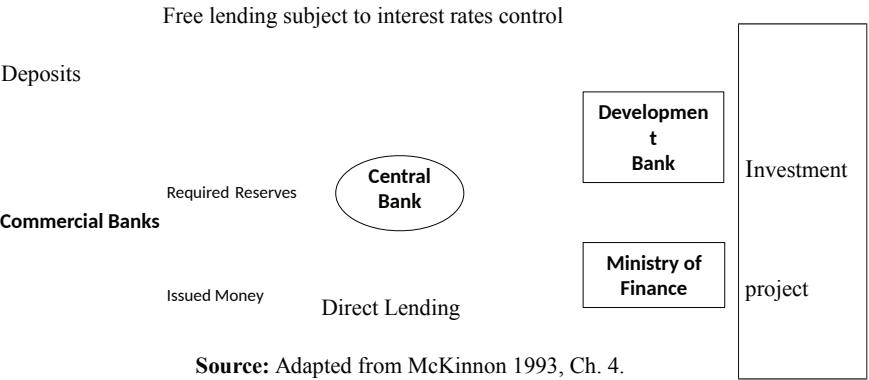 Free lending subject to interest rates control
Deposits
Developmen
t
Bank
Investment
Central
Bank
Required Reserves
Commercial Banks
Ministry of
Finance
project
Issued Money
Direct Lending
Source: Adapted from McKinnon 1993, Ch. 4.